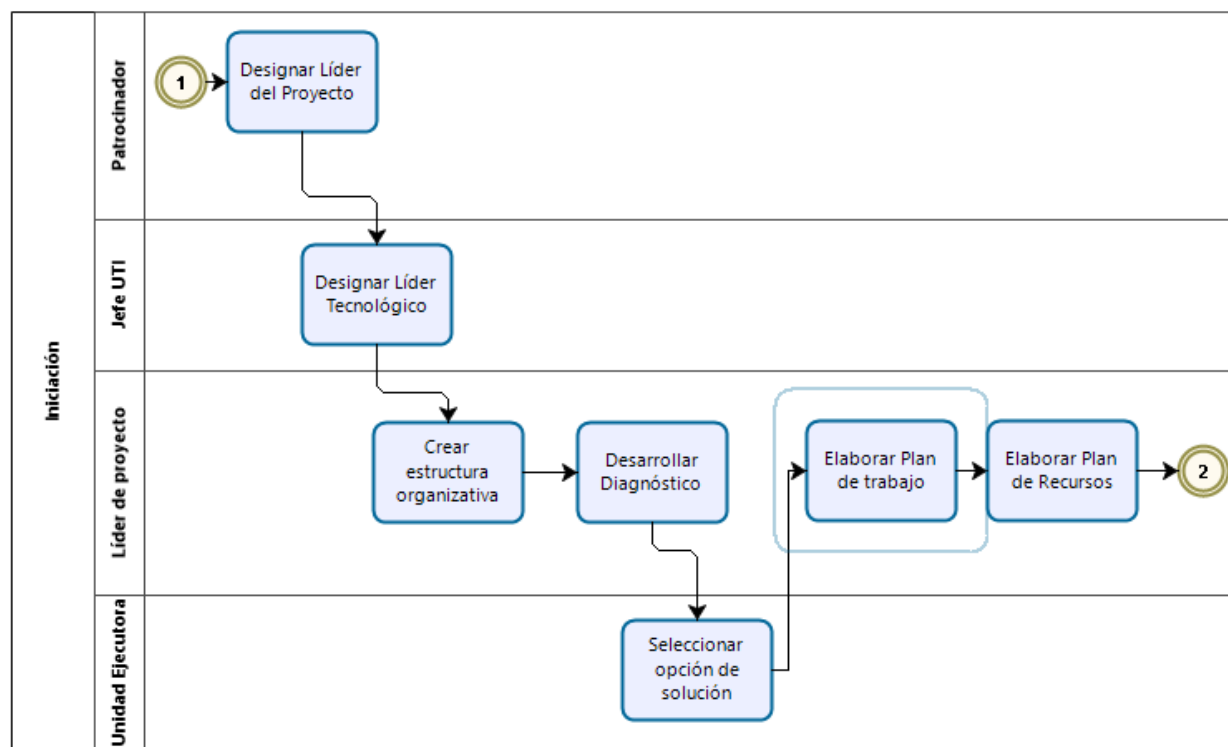 Iniciación
Patrocinador
1
Designar Líder
del Proyecto
Jefe UTI
Designar Líder
Tecnológico
Líder de proyecto
Crear
estructura
organizativa
Desarrollar
Diagnóstico
Elaborar Plan
de trabajo
Elaborar Plan
de Recursos
2
Unidad Ejecutora
Seleccionar
opción de
solución